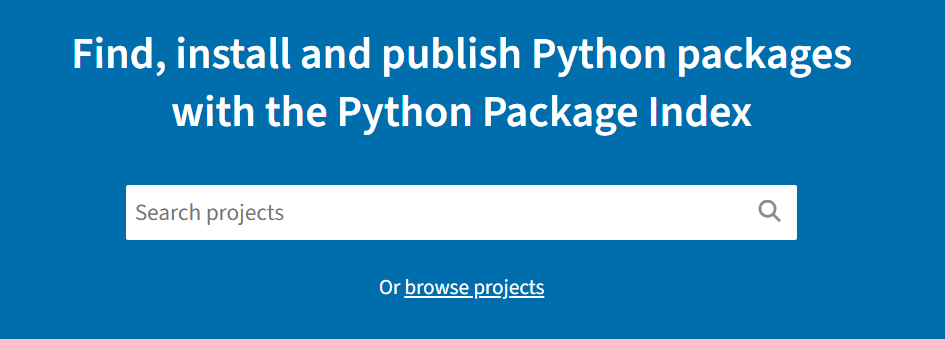 Find, install and publish Python packages
with the Python Package Index
Search projects
Or browse projects